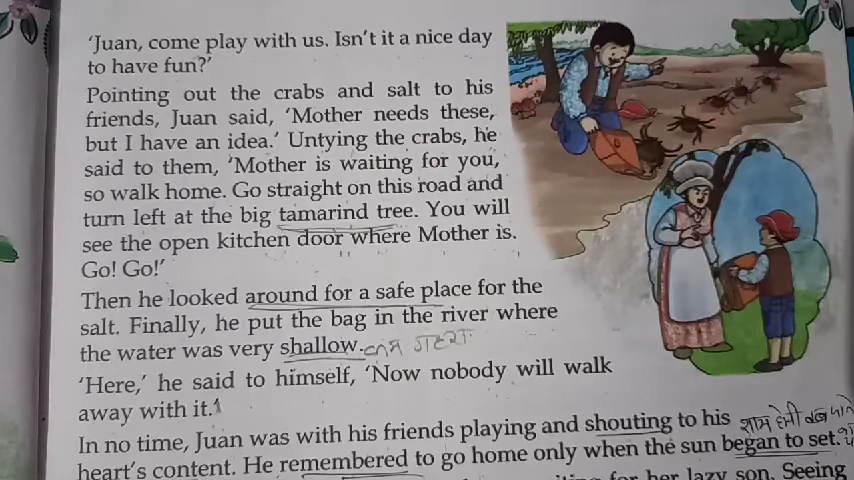 ‘Juan, come play with us. Isn’t it a nice day
to have fun?’
Pointing out the crabs and salt to his
friends, Juan said, ‘Mother needs these,
but I have an idea.’ Untying the crabs, he
said to them, ‘Mother is waiting for you,
so walk home. Go straight on this road and
turn left at the big tamarind tree. You will
see the open kitchen door where Mother is.
Go! Go!’
Then he looked around for a safe place for the
salt. Finally, he put the bag in the river where
the water was very shallow. कम गहरा
‘Here,’ he said to himself, ‘Now nobody will walk
away with it.’
In no time, Juan was with his friends playing and shouting to his
heart’s content. He remembered to go home only when the sun began to set.
for her lazy son. Seeing